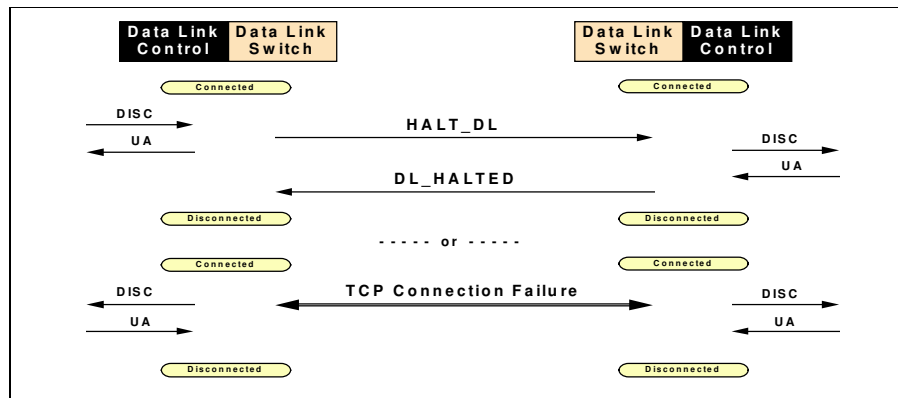 Data Link Control
Data Link Switch
Data Link Switch
Data Link Control
Connected
Connected
DISC
HALT_DL
UA
DISC
UA
DL_HALTED
Disconnected
Disconnected
- - - - - or - - - - -
Connected
Connected
TCP Connection Failure
DISC
DISC
UA
UA
Disconnected
Disconnected